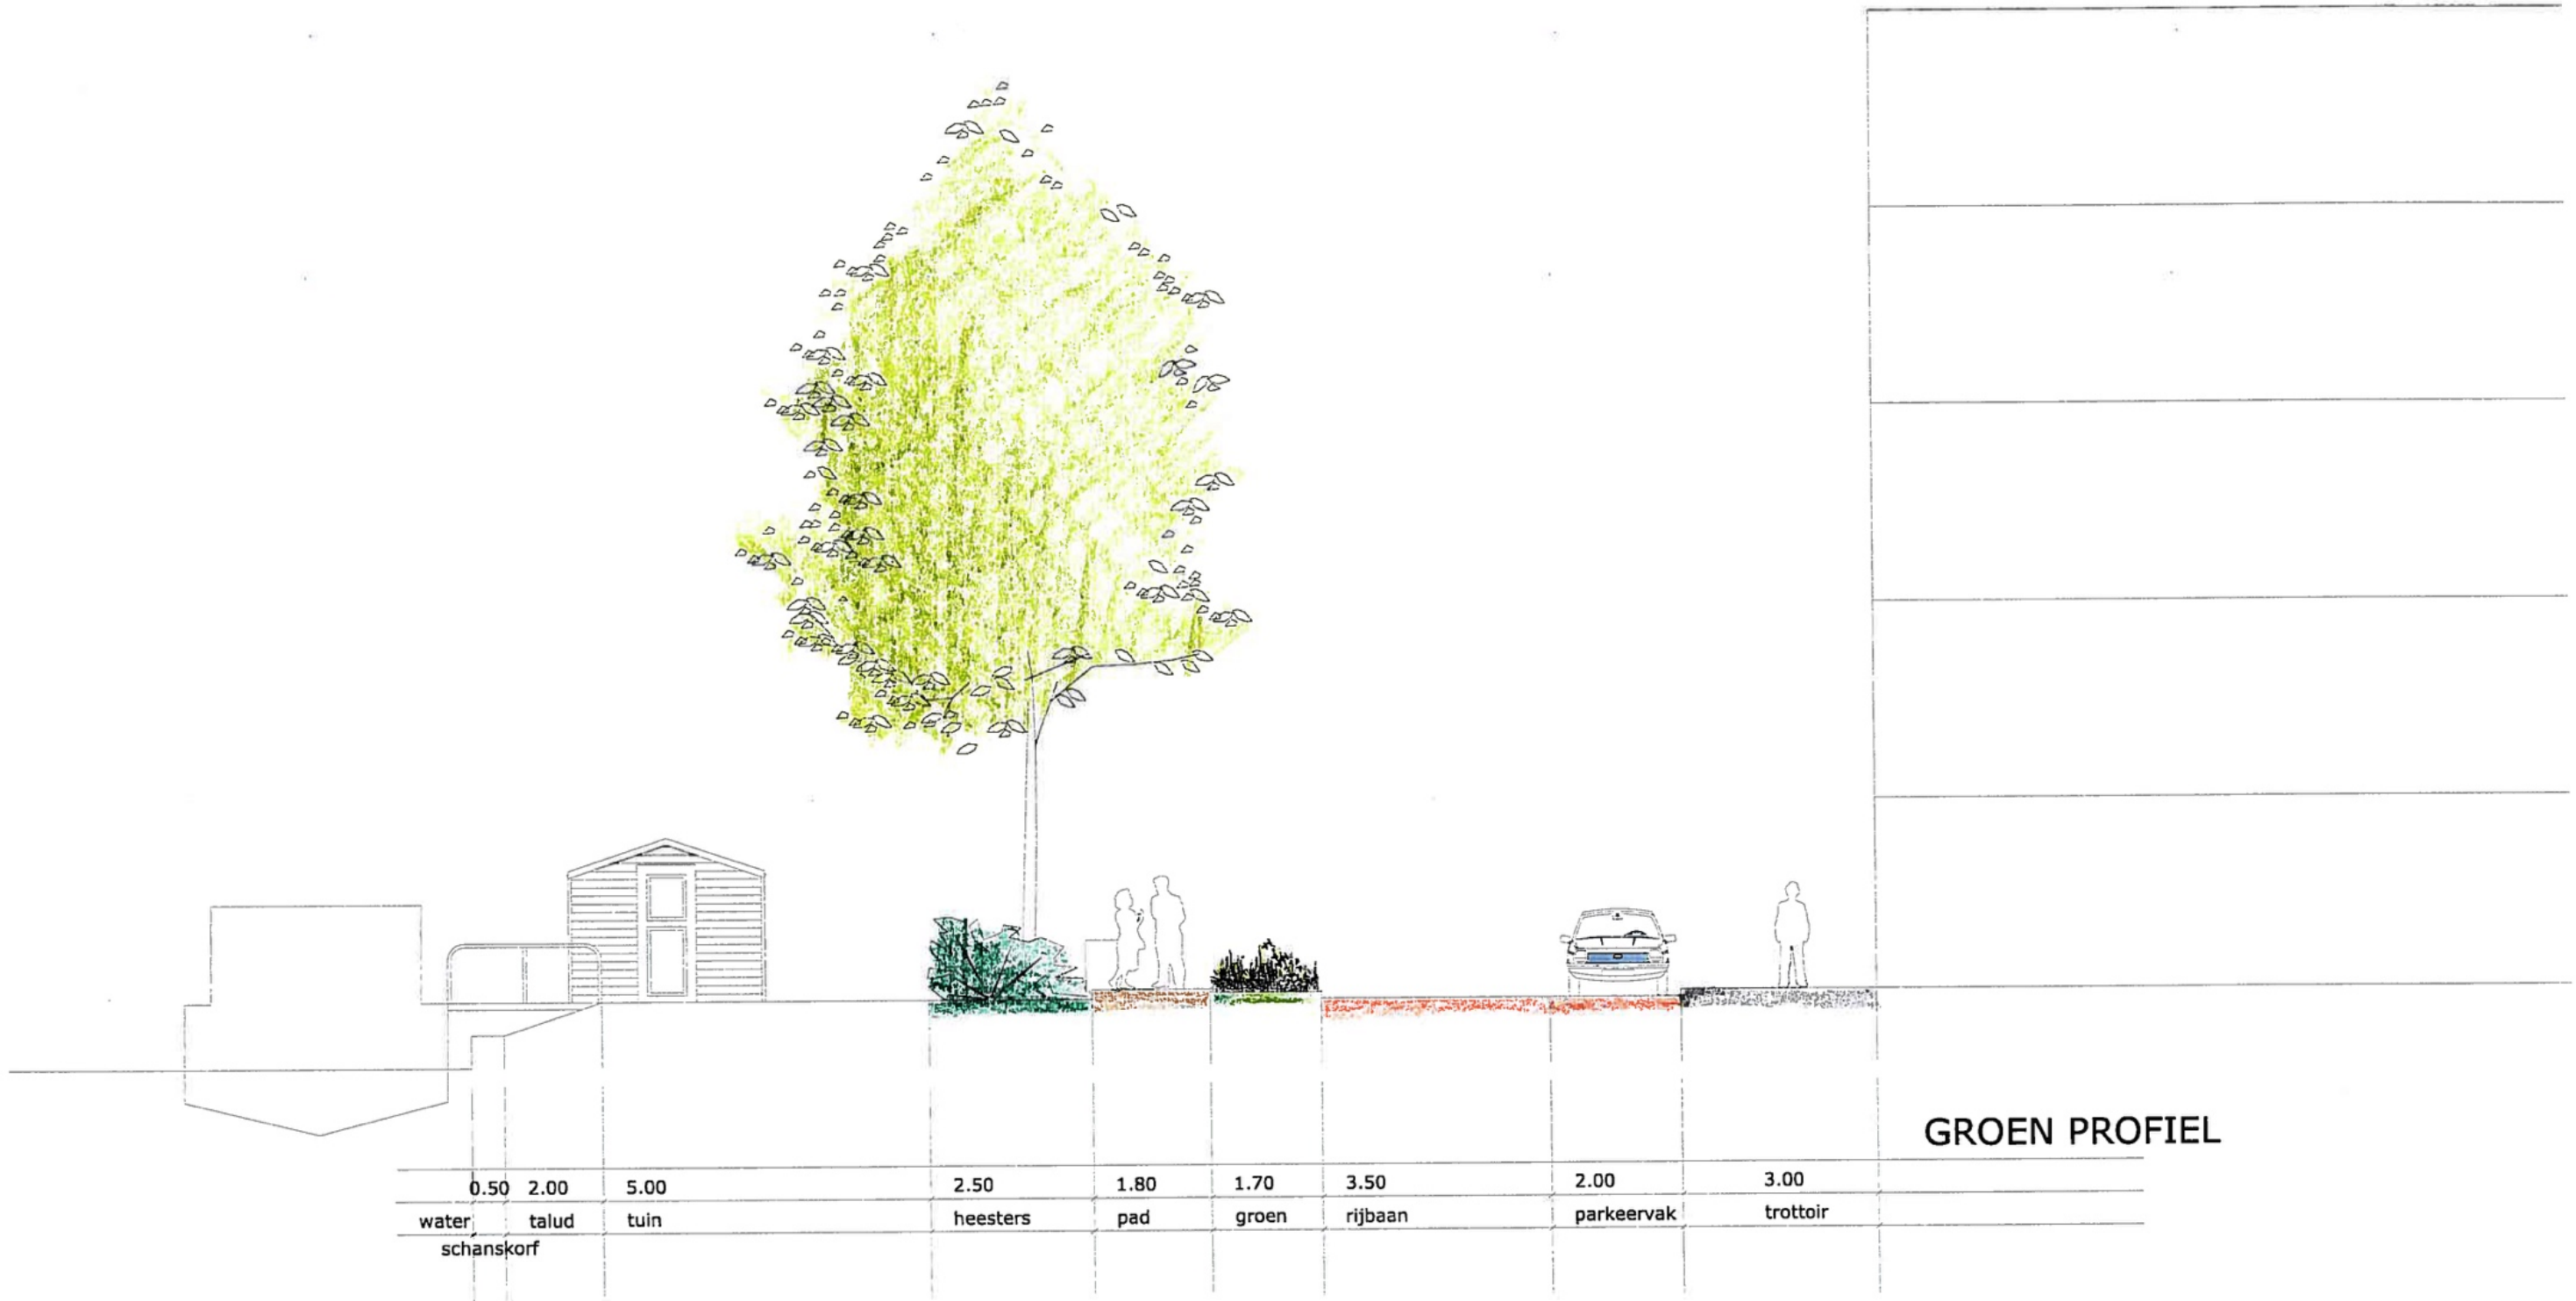 GROEN PROFIEL
0.50 2.00 5.00 2.50 1.80 1.70 3.50 2.00 3.00
water talud tuin heesters pad groen rijbaan parkeervak trottoir
schanskorf